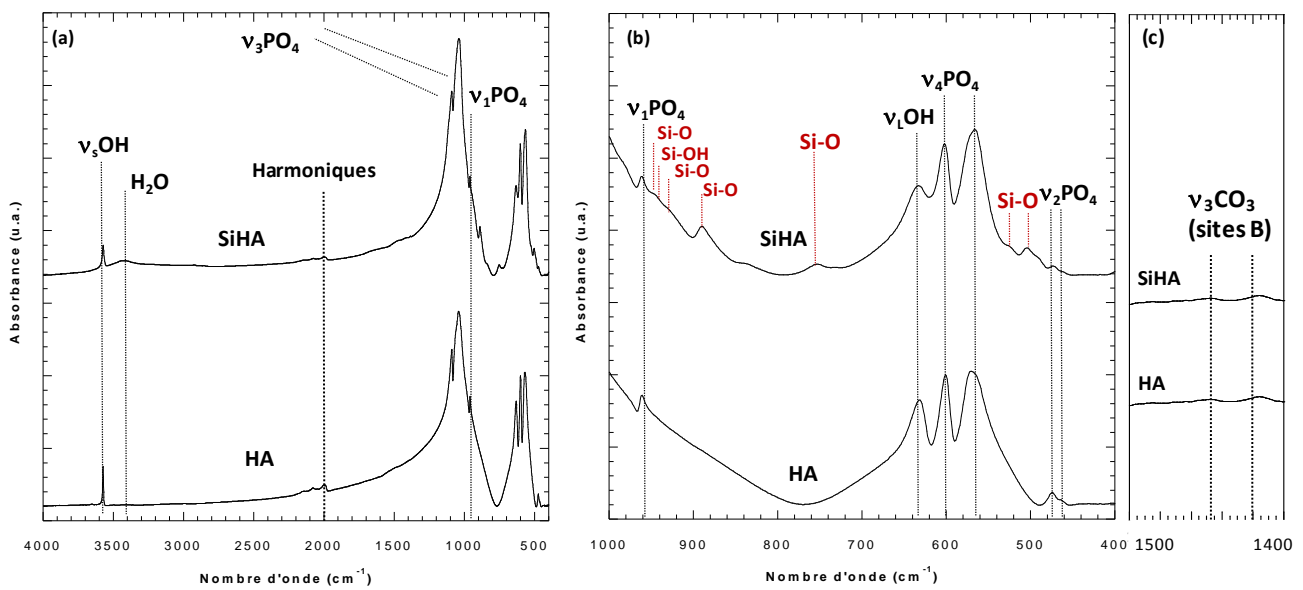 (a)
ν3PO4
ν1PO4
νsOH
H2O
Harmoniques
SiHA
HA
Absorbance (u.a.)
4000 3500 3000 2500 2000 1500 1000 500
Nombre d'onde (cm-1)
(b)
ν4PO4
ν1PO4
νLOH
Si-O
Si-OH
Si-O
Si-O
Si-O
Si-O
ν2PO4
SiHA
HA
Absorbance (u.a.)
1000 900 800 700 600 500 400
Nombre d'onde (cm-1)
(c)
ν3CO3
(sites B)
SiHA
HA
1500 1400